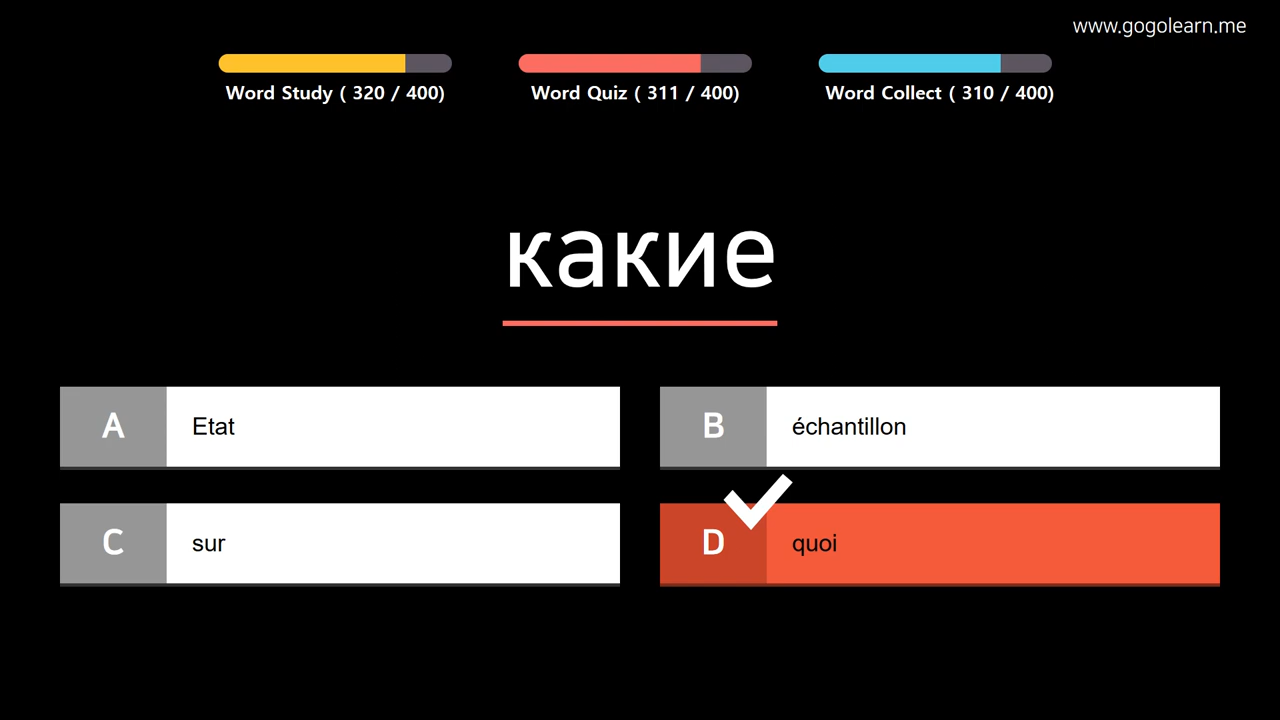 www.gogolearn.me
Word Study ( 320 / 400)
Word Quiz ( 311 / 400)
Word Collect ( 310 / 400)
какие
A
Etat
B
échantillon
C
sur
D
quoi